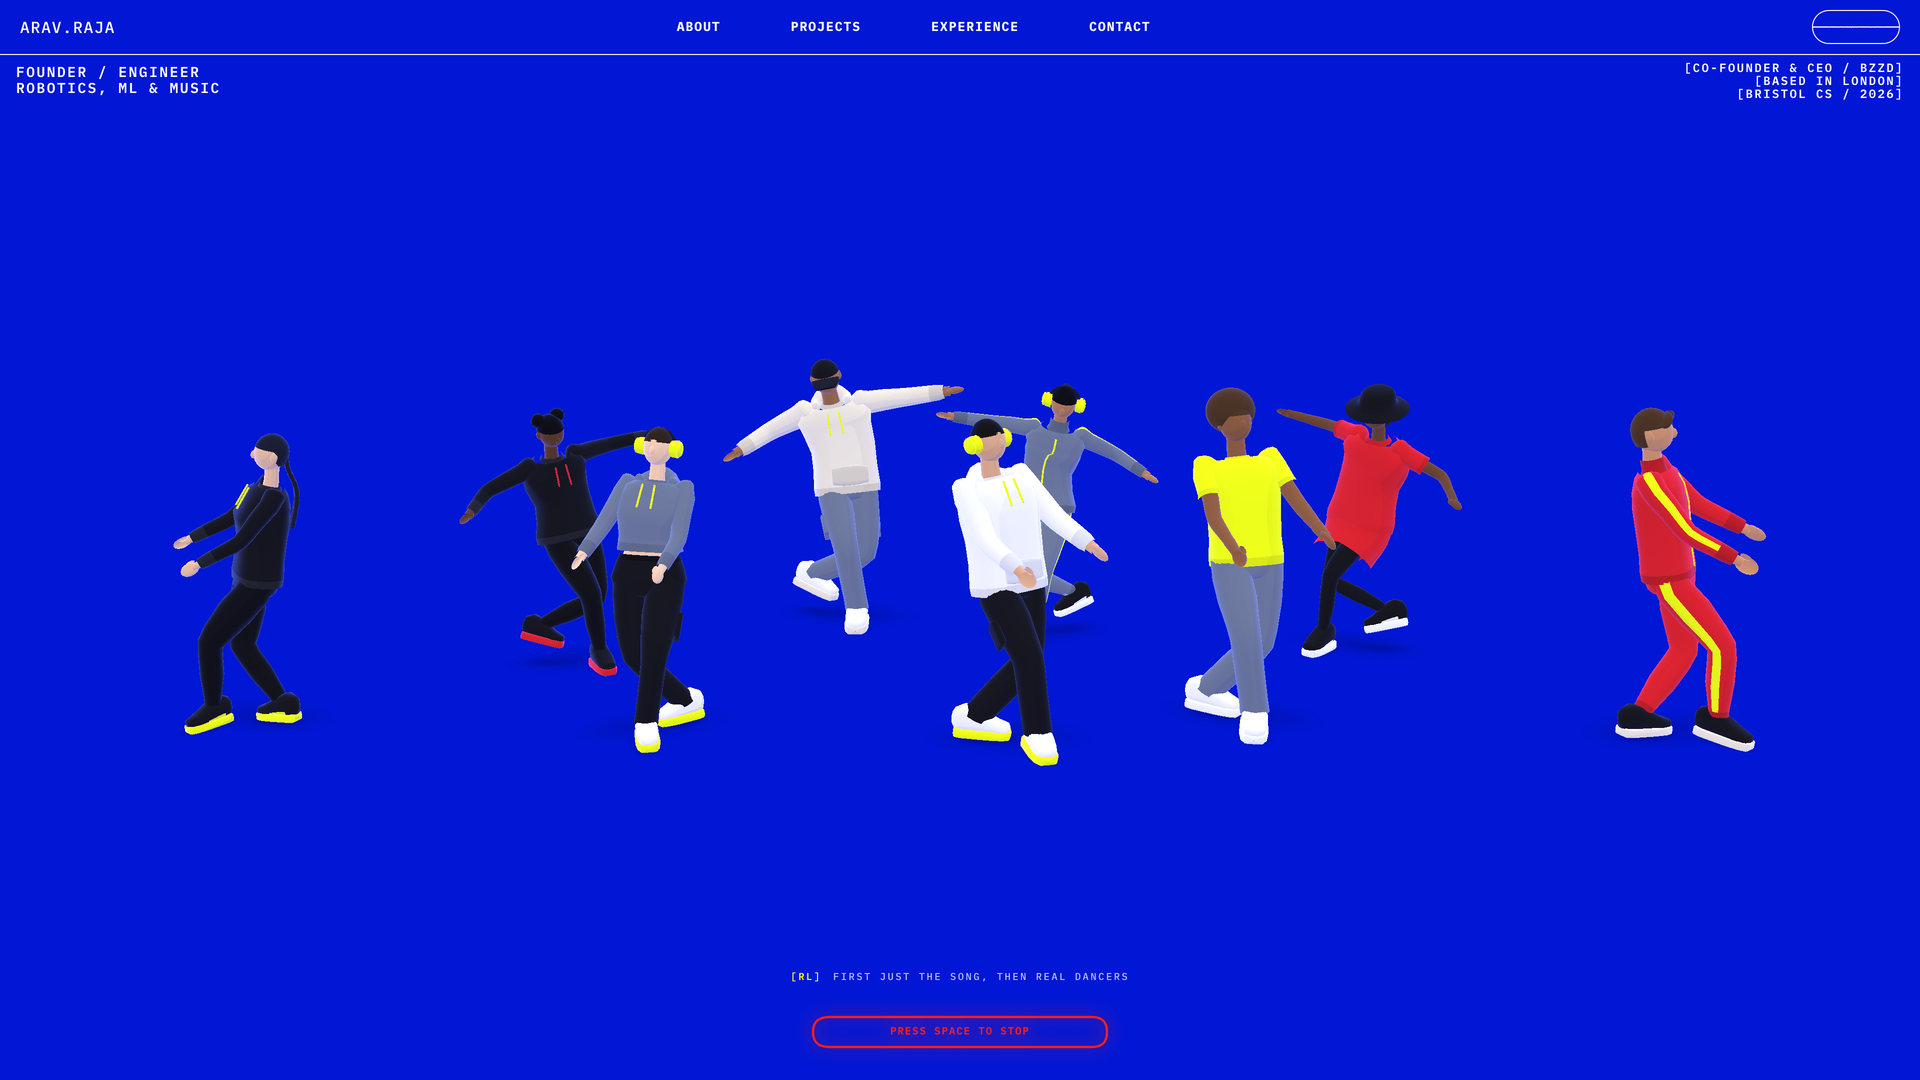 ARAV.RAJA
ABOUT
PROJECTS
EXPERIENCE
CONTACT
FOUNDER / ENGINEER
ROBOTICS, ML & MUSIC
[CO-FOUNDER & CEO / BZZD]
[BASED IN LONDON]
[BRISTOL CS / 2026]
[RL] FIRST JUST THE SONG, THEN REAL DANCERS
PRESS SPACE TO STOP